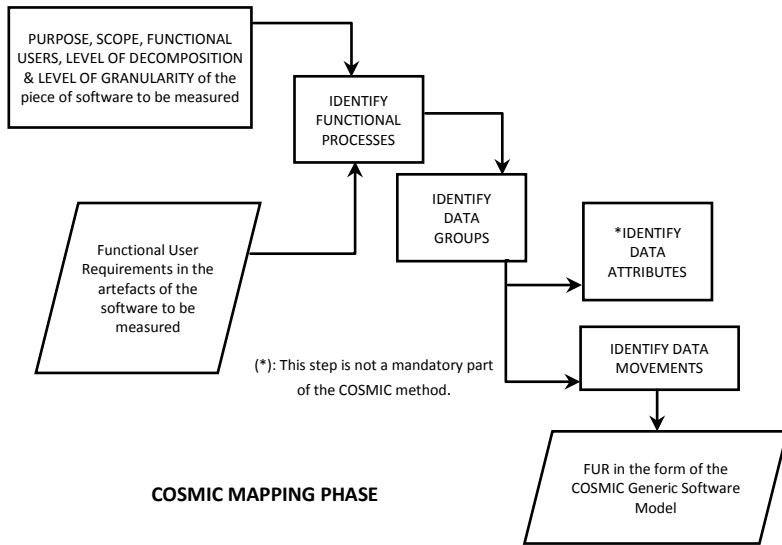 PURPOSE, SCOPE, FUNCTIONAL
USERS, LEVEL OF DECOMPOSITION
& LEVEL OF GRANULARITY of the
piece of software to be measured
IDENTIFY
FUNCTIONAL
PROCESSES
Functional User
Requirements in the
artefacts of the
software to be
measured
IDENTIFY
DATA
GROUPS
*IDENTIFY
DATA
ATTRIBUTES
(*): This step is not a mandatory part
of the COSMIC method.
IDENTIFY DATA
MOVEMENTS
FUR in the form of the
COSMIC Generic Software
Model
COSMIC MAPPING PHASE